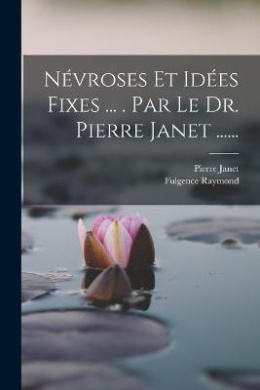 Névroses Et Idées
Fixes ... . Par Le Dr.
Pierre Janet ......
Pierre Janet
Fulgence Raymond